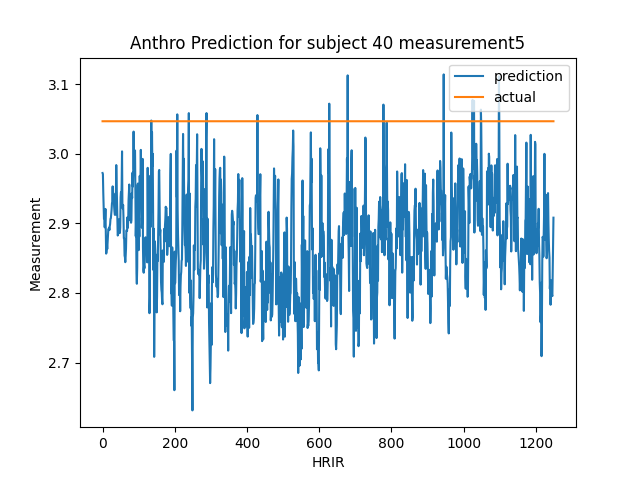 Anthro Prediction for subject 40 measurement5
prediction
actual
3.1
3.0
2.9
2.8
2.7
Measurement
0 200 400 600 800 1000 1200
HRIR